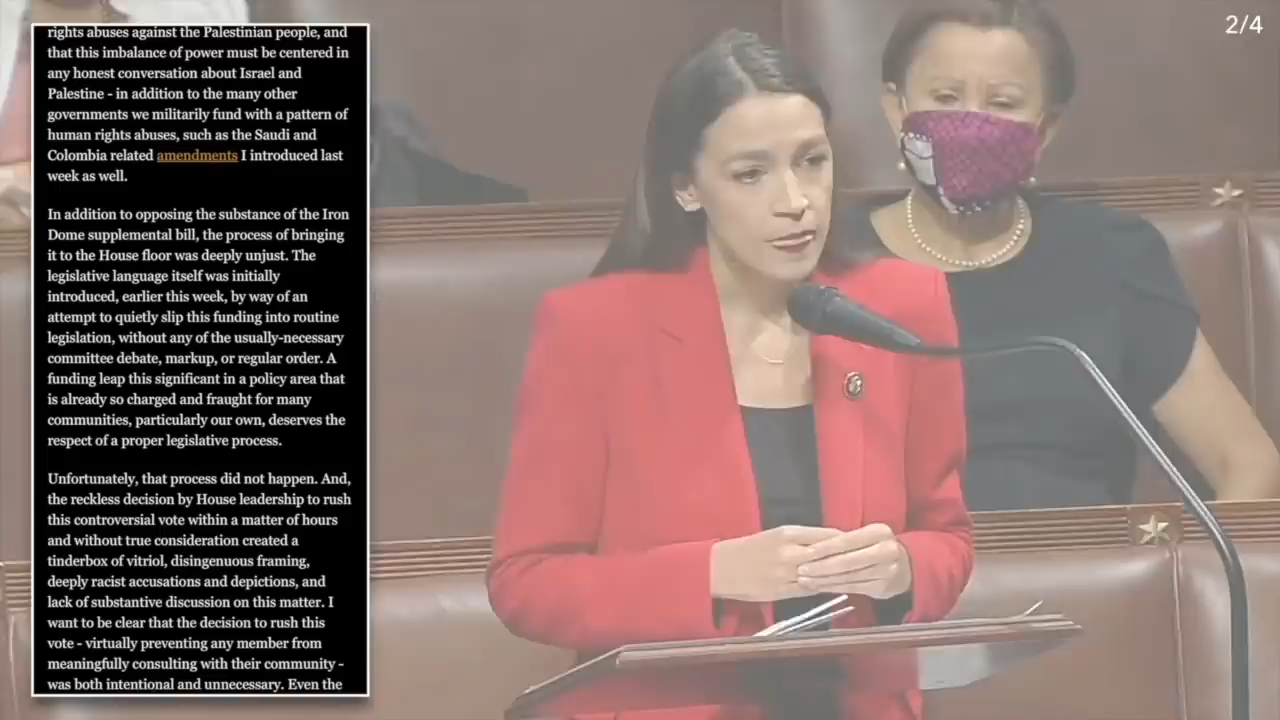 2/4
rights abuses against the Palestinian people, and
that this imbalance of power must be centered in
any honest conversation about Israel and
Palestine - in addition to the many other
governments we militarily fund with a pattern of
human rights abuses, such as the Saudi and
Colombia related amendments I introduced last
week as well.
In addition to opposing the substance of the Iron
Dome supplemental bill, the process of bringing
it to the House floor was deeply unjust. The
legislative language itself was initially
introduced, earlier this week, by way of an
attempt to quietly slip this funding into routine
legislation, without any of the usually-necessary
committee debate, markup, or regular order. A
funding leap this significant in a policy area that
is already so charged and fraught for many
communities, particularly our own, deserves the
respect of a proper legislative process.
Unfortunately, that process did not happen. And,
the reckless decision by House leadership to rush
this controversial vote within a matter of hours
and without true consideration created a
tinderbox of vitriol, disingenuous framing,
deeply racist accusations and depictions, and
lack of substantive discussion on this matter. I
want to be clear that the decision to rush this
vote - virtually preventing any member from
meaningfully consulting with their community -
was both intentional and unnecessary. Even the